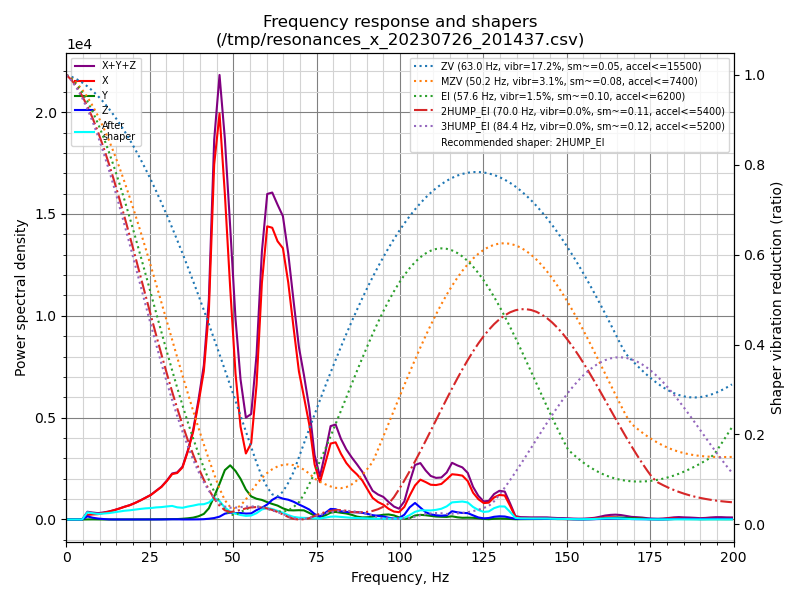 Frequency response and shapers
(/tmp/resonances_x_20230726_201437.csv)
1e4
X+Y+Z
X
Y
Z
After
shaper
ZV (63.0 Hz, vibr=17.2%, sm~=0.05, accel<=15500)
MZV (50.2 Hz, vibr=3.1%, sm~=0.08, accel<=7400)
EI (57.6 Hz, vibr=1.5%, sm~=0.10, accel<=6200)
2HUMP_EI (70.0 Hz, vibr=0.0%, sm~=0.11, accel<=5400)
3HUMP_EI (84.4 Hz, vibr=0.0%, sm~=0.12, accel<=5200)
Recommended shaper: 2HUMP_EI
Power spectral density
2.0
1.5
1.0
0.5
0.0
1.0
0.8
0.6
0.4
0.2
0.0
Shaper vibration reduction (ratio)
0 25 50 75 100 125 150 175 200
Frequency, Hz